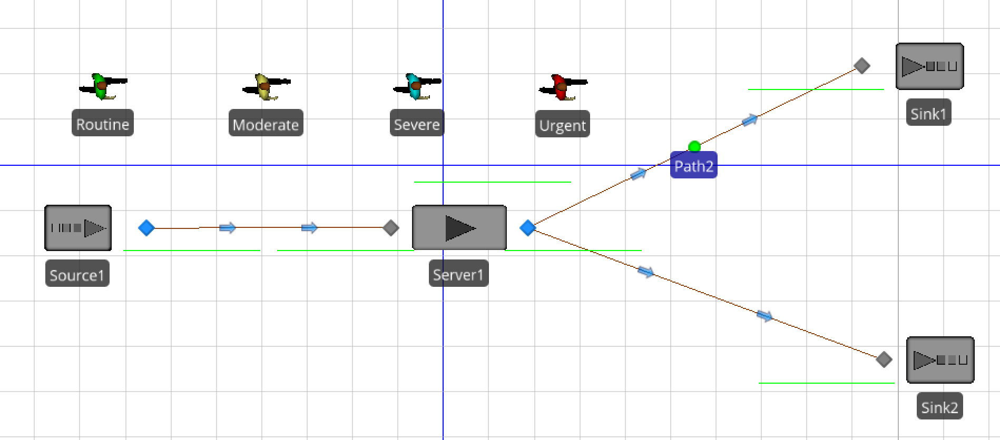 Sink1
Routine
Moderate
Severe
Urgent
Path2
Source1
Server1
Sink2